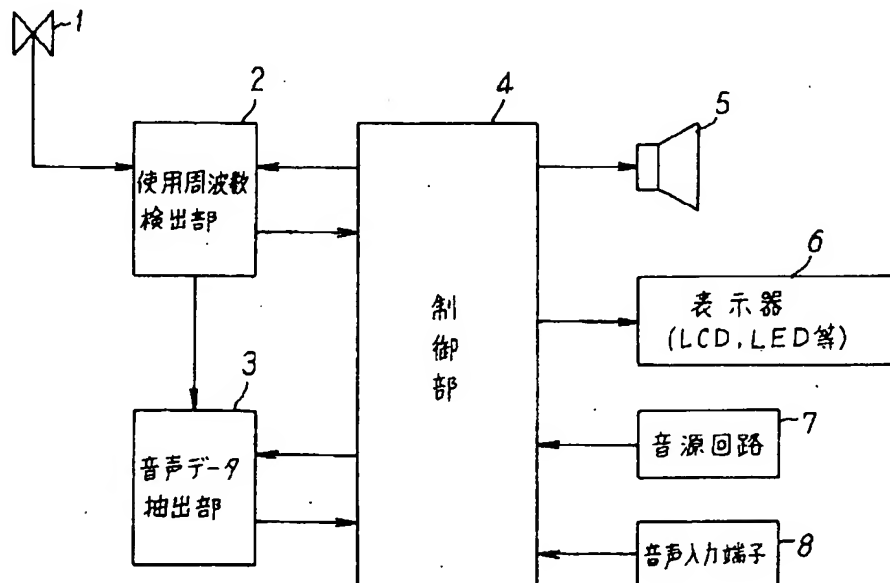 1
2
使用周波数
検出部
3
音声データ
抽出部
4
制
御
部
5
6
表示器
(LCD,LED等)
7
音源回路
8
音声入力端子